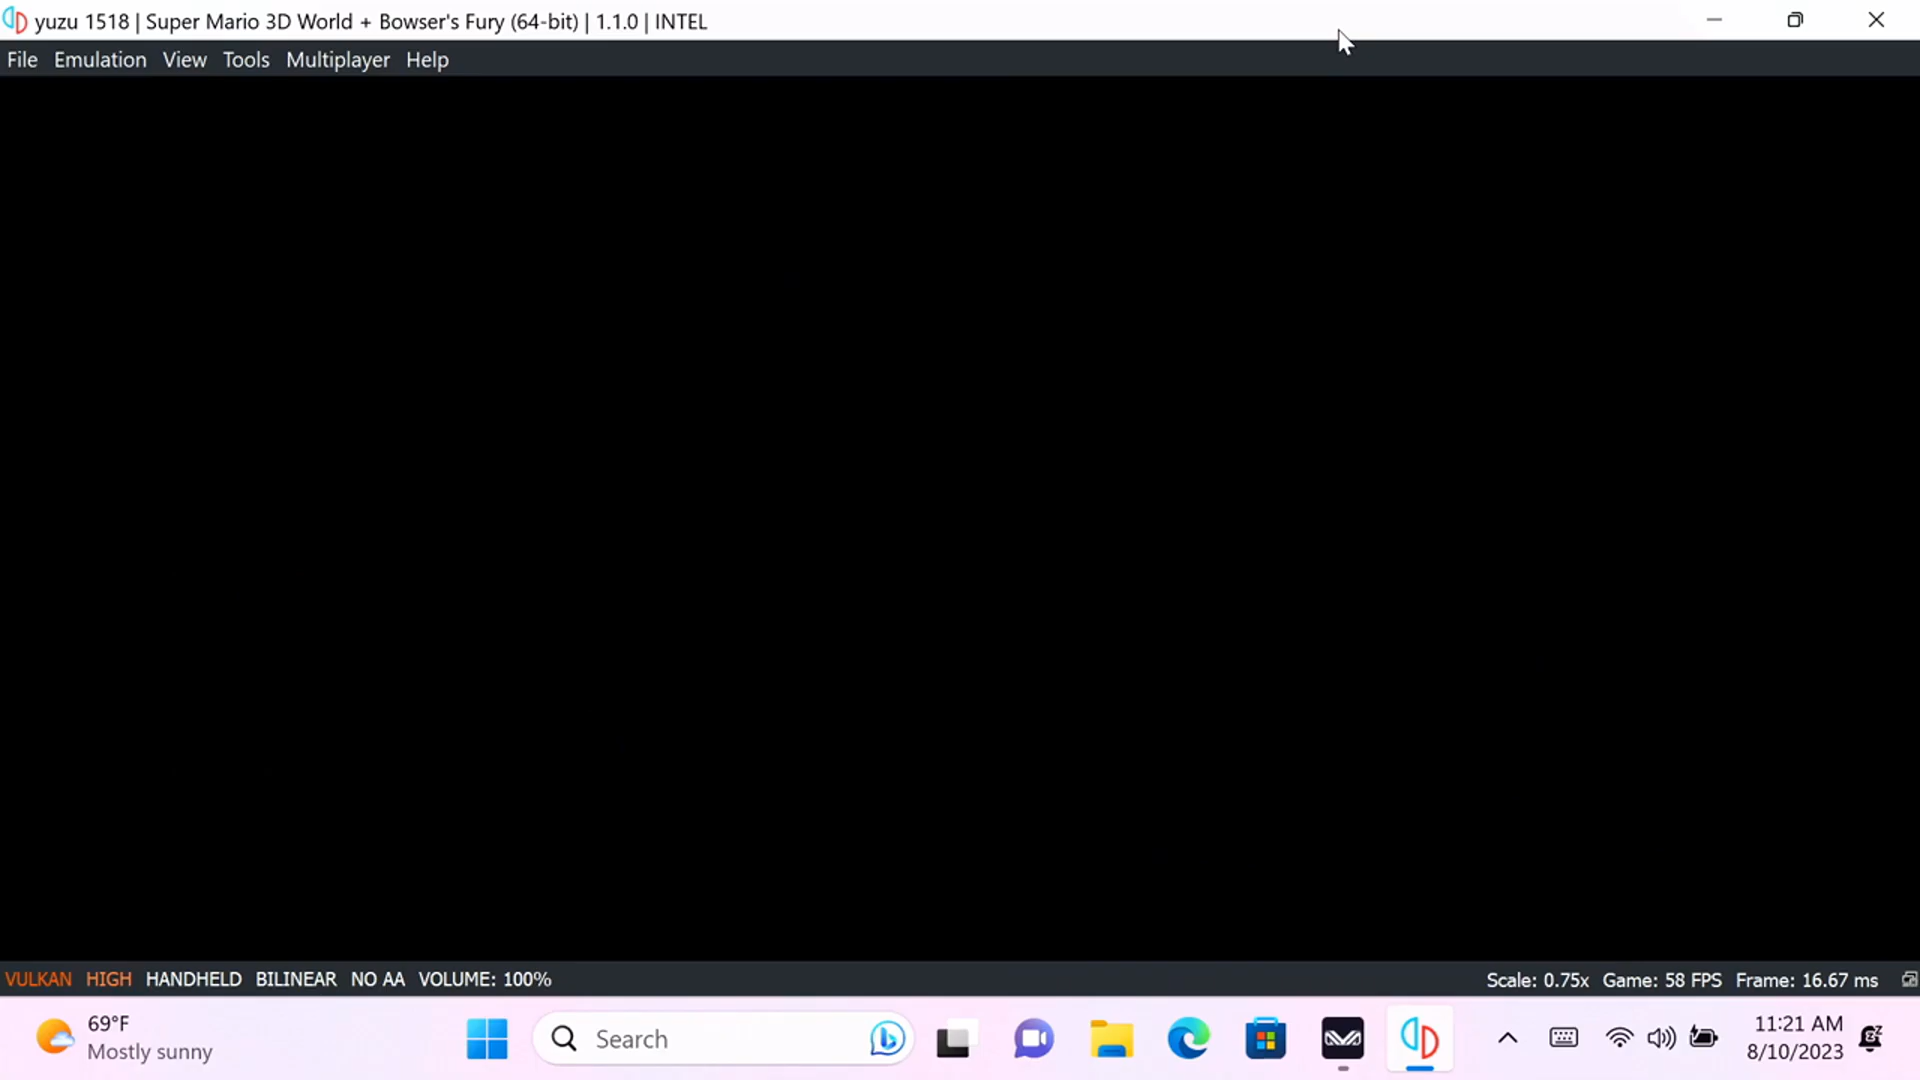 yuzu 1518 | Super Mario 3D World + Bowser's Fury (64-bit) | 1.1.0 | INTEL
File Emulation View Tools Multiplayer Help
VULKAN HIGH HANDHELD BILINEAR NO AA VOLUME: 100% Scale: 0.75x Game: 58 FPS Frame: 16.67 ms
69°F
Mostly sunny
Search
11:21 AM
8/10/2023